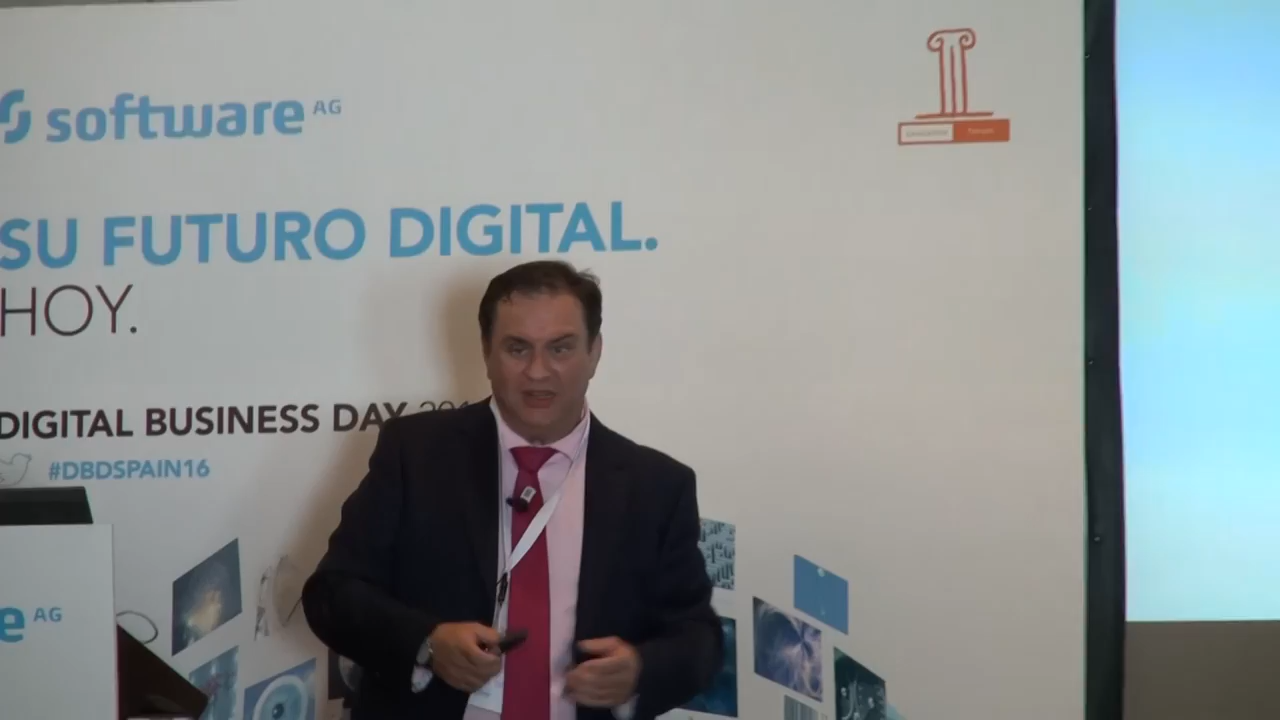 software AG
SU FUTURO DIGITAL.
HOY.
DIGITAL BUSINESS DAY
#DBDSPAIN16
e AG